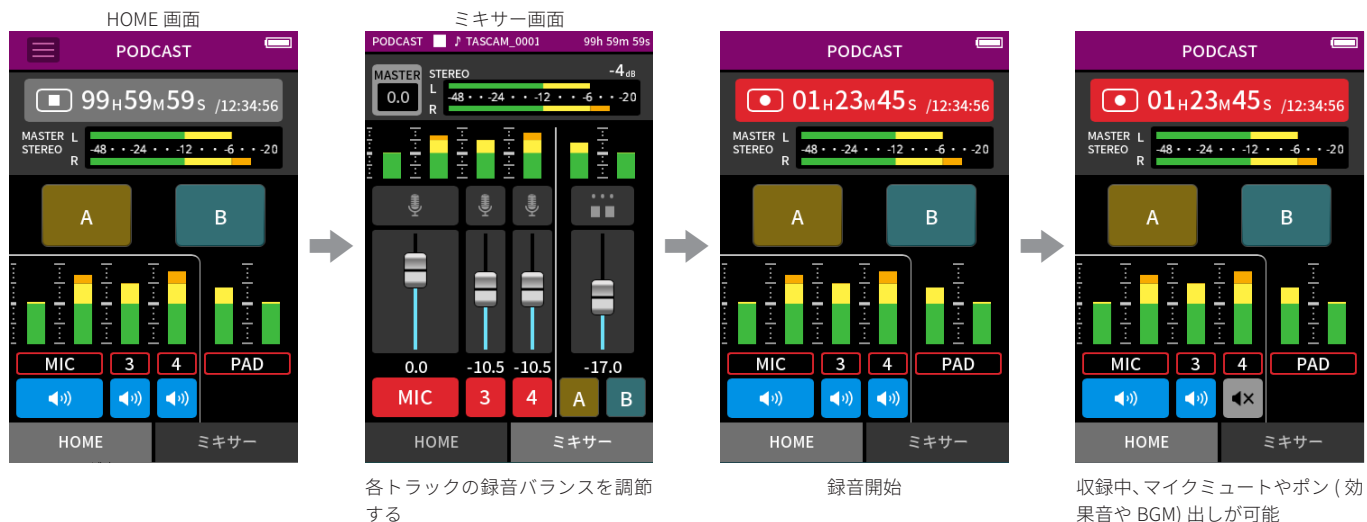 HOME 画面
PODCAST
99H59M59S /12:34:56
MASTER STEREO L R
-48・・-24・・-12・・-6・・-20
A B
MIC 3 4 PAD
HOME ミキサー
ミキサー画面
PODCAST ♪ TASCAM_0001 99h 59m 59s
MASTER 0.0
STEREO -4dB
L R
-48・・-24・・-12・・-6・・-20
0.0 -10.5 -10.5 -17.0
MIC 3 4 A B
HOME ミキサー
各トラックの録音バランスを調節
する
PODCAST
01H23M45S /12:34:56
MASTER STEREO L R
-48・・-24・・-12・・-6・・-20
A B
MIC 3 4 PAD
HOME ミキサー
録音開始
PODCAST
01H23M45S /12:34:56
MASTER STEREO L R
-48・・-24・・-12・・-6・・-20
A B
MIC 3 4 PAD
HOME ミキサー
収録中、マイクミュートやポン ( 効
果音や BGM) 出しが可能